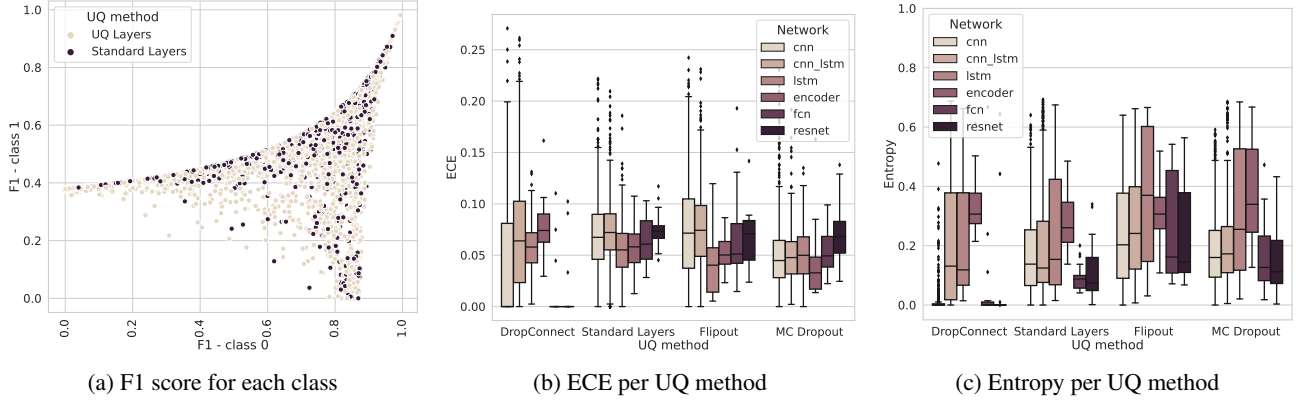 1.0
0.8
0.6
0.4
0.2
0.0
F1 - class 1
UQ method
UQ Layers
Standard Layers
0.0 0.2 0.4 0.6 0.8 1.0
F1 - class 0
(a) F1 score for each class
0.25
0.20
0.15
0.10
0.05
0.00
ECE
Network
cnn
cnn_lstm
lstm
encoder
fcn
resnet
DropConnect Standard Layers Flipout MC Dropout
UQ method
(b) ECE per UQ method
1.0
0.8
0.6
0.4
0.2
0.0
Entropy
Network
cnn
cnn_lstm
lstm
encoder
fcn
resnet
DropConnect Standard Layers Flipout MC Dropout
UQ method
(c) Entropy per UQ method